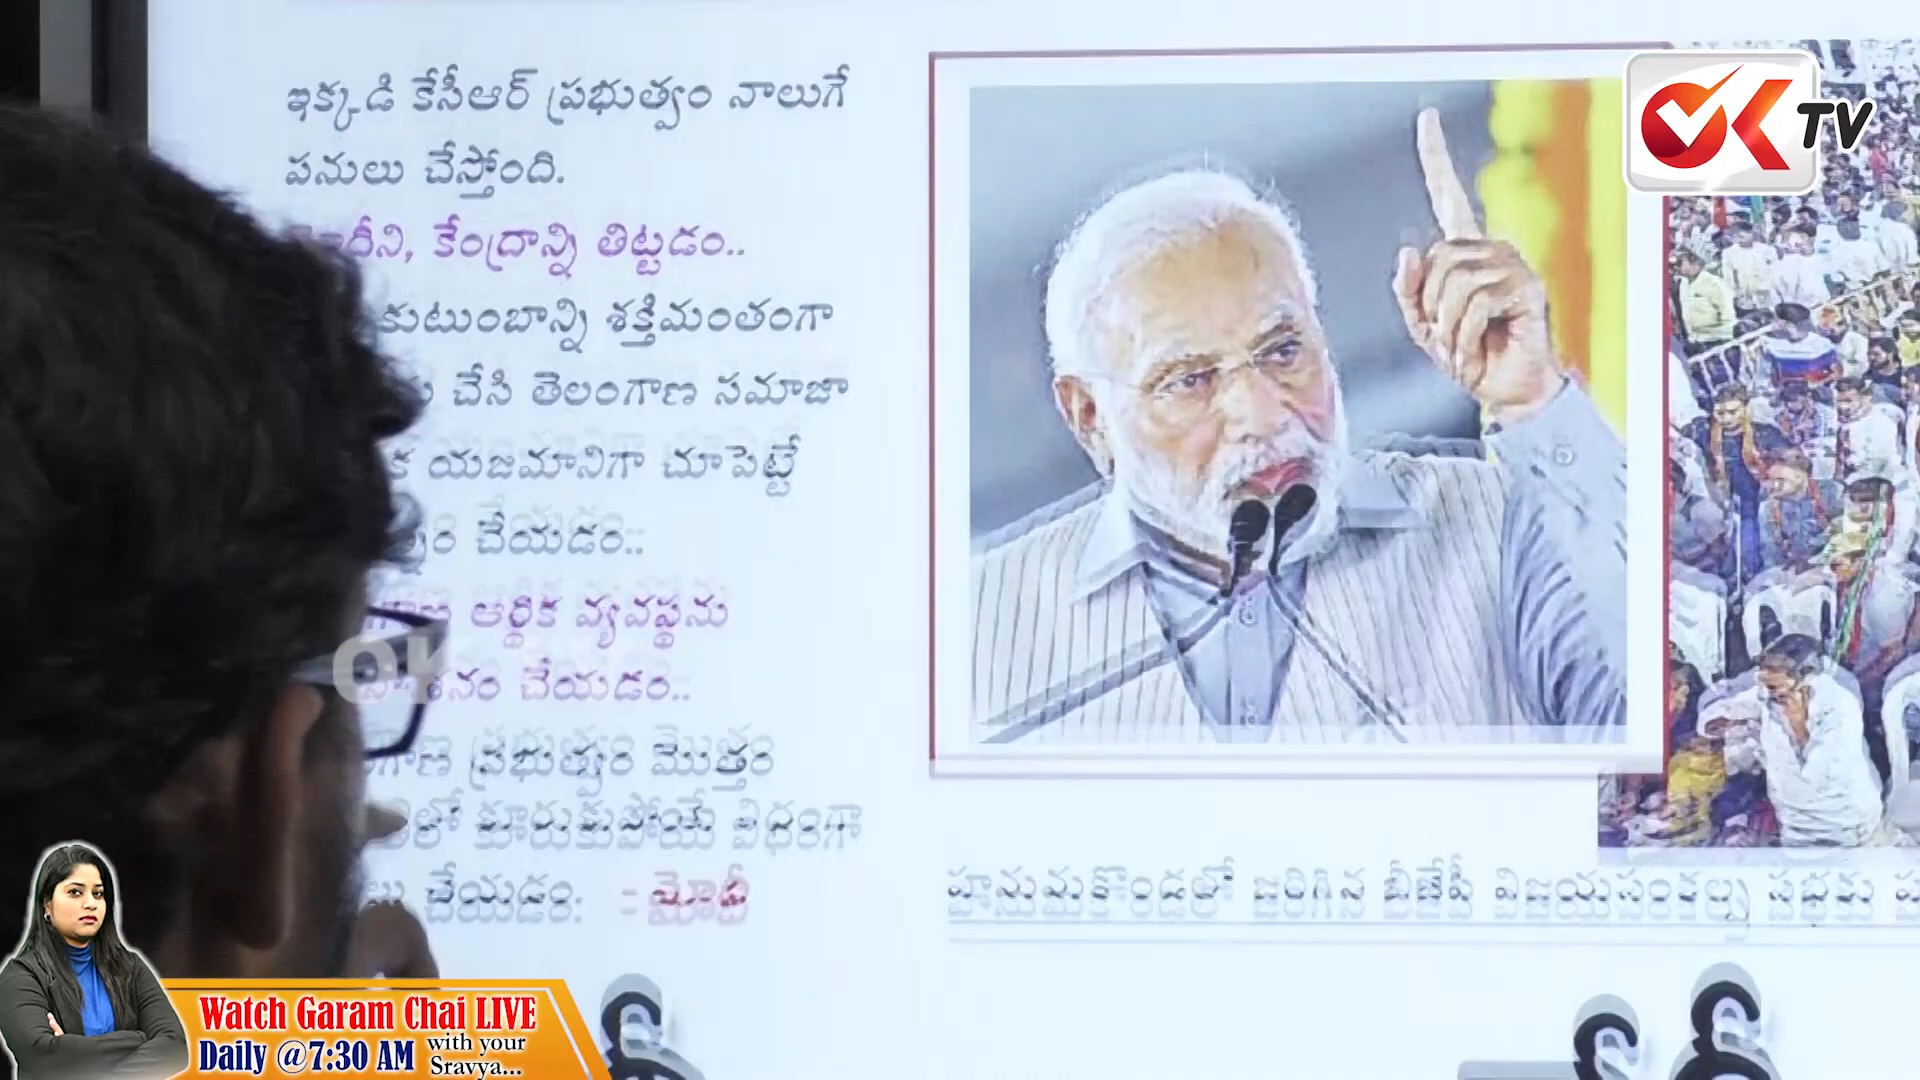 ఇక్కడి కేసీఆర్ ప్రభుత్వం నాలుగే
పనులు చేస్తోంది.
కేంద్రాన్ని తిట్టడం..
కుటుంబాన్ని శక్తిమంతంగా
చేసి తెలంగాణ సమాజా
యజమానిగా చూపెట్టే
చేయడం..
ఆర్థిక వ్యవస్థను
చేయడం..
ప్రభుత్వం మొత్తం
కూరుకుపోయే విధంగా
చేయడం: - మోదీ
హనుమకొండలో జరిగిన బీజేపీ విజయసంకల్ప సభకు
OK TV
Watch Garam Chai LIVE
Daily @7:30 AM with your
Sravya...